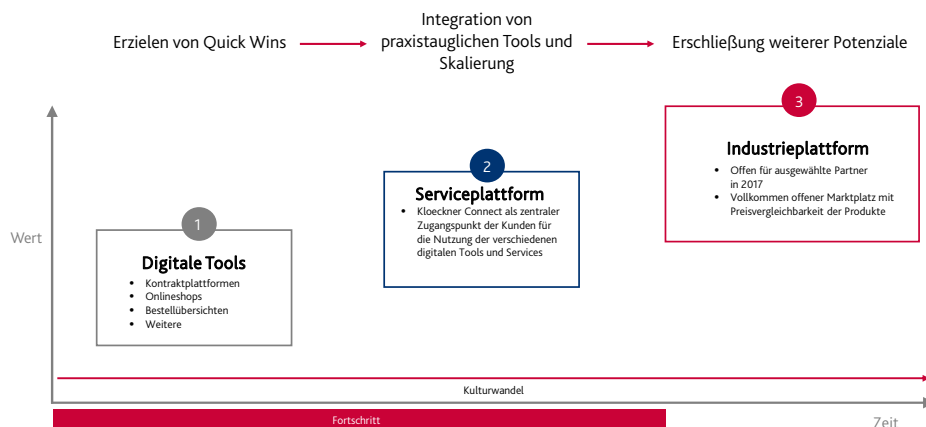 Erzielen von Quick Wins
Integration von
praxistauglichen Tools und
Skalierung
Erschließung weiterer Potenziale
3
Industrieplattform
• Offen für ausgewählte Partner
in 2017
• Vollkommen offener Marktplatz mit
Preisvergleichbarkeit der Produkte
2
Serviceplattform
• Kloeckner Connect als zentraler
Zugangspunkt der Kunden für
die Nutzung der verschiedenen
digitalen Tools und Services
1
Digitale Tools
• Kontraktplattformen
• Onlineshops
• Bestellübersichten
• Weitere
Wert
Kulturwandel
Fortschritt
Zeit